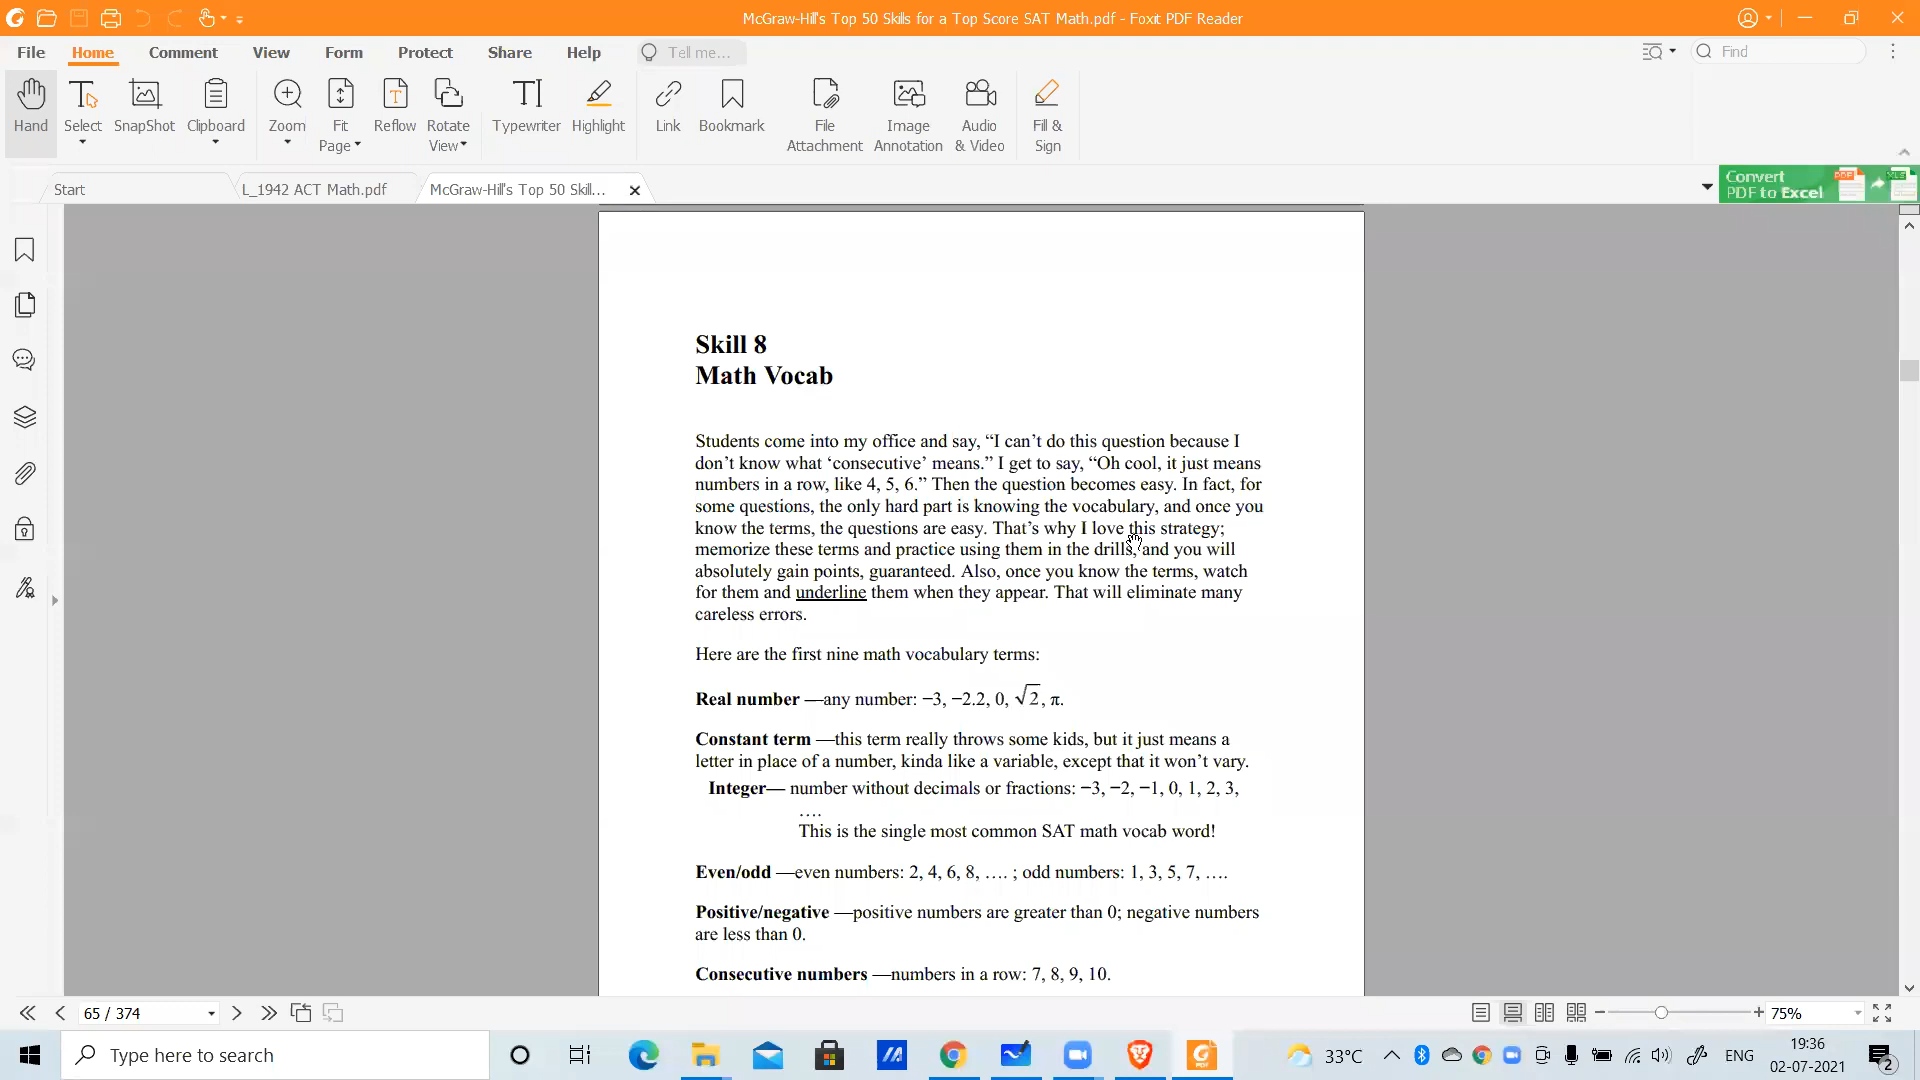 McGraw-Hill's Top 50 Skills for a Top Score SAT Math.pdf - Foxit PDF Reader
File Home Comment View Form Protect Share Help Tell me... Find
Hand Select SnapShot Clipboard Zoom Fit Page Reflow Rotate View Typewriter Highlight Link Bookmark File Attachment Image Annotation Audio & Video Fill & Sign
Start L_1942 ACT Math.pdf McGraw-Hill's Top 50 Skill...
Convert
PDF to Excel
Skill 8
Math Vocab
Students come into my office and say, “I can’t do this question because I
don’t know what ‘consecutive’ means.” I get to say, “Oh cool, it just means
numbers in a row, like 4, 5, 6.” Then the question becomes easy. In fact, for
some questions, the only hard part is knowing the vocabulary, and once you
know the terms, the questions are easy. That’s why I love this strategy;
memorize these terms and practice using them in the drills, and you will
absolutely gain points, guaranteed. Also, once you know the terms, watch
for them and underline them when they appear. That will eliminate many
careless errors.
Here are the first nine math vocabulary terms:
Real number —any number: −3, −2.2, 0, √2, π.
Constant term —this term really throws some kids, but it just means a
letter in place of a number, kinda like a variable, except that it won’t vary.
Integer— number without decimals or fractions: −3, −2, −1, 0, 1, 2, 3,
….
This is the single most common SAT math vocab word!
Even/odd —even numbers: 2, 4, 6, 8, …. ; odd numbers: 1, 3, 5, 7, ….
Positive/negative —positive numbers are greater than 0; negative numbers
are less than 0.
Consecutive numbers —numbers in a row: 7, 8, 9, 10.
65 / 374 75%
Type here to search 33°C ENG 19:36
02-07-2021 2